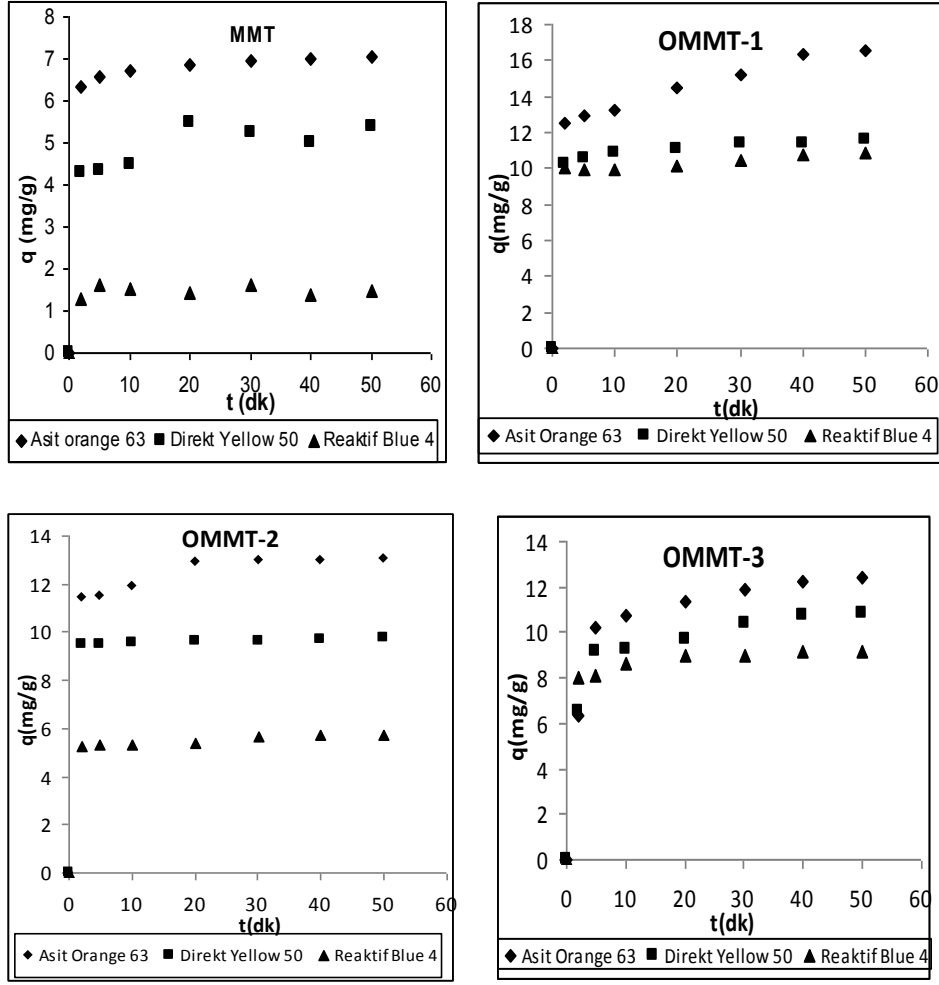 MMT
q (mg/g)
8
7
6
5
4
3
2
1
0
0 10 20 30 40 50 60
t (dk)
Asit orange 63 Direkt Yellow 50 Reaktif Blue 4
OMMT-1
q(mg/g)
18
16
14
12
10
8
6
4
2
0
0 10 20 30 40 50 60
t(dk)
Asit Orange 63 Direkt Yellow 50 Reaktif Blue 4
OMMT-2
q(mg/g)
14
12
10
8
6
4
2
0
0 10 20 30 40 50 60
t(dk)
Asit Orange 63 Direkt Yellow 50 Reaktif Blue 4
OMMT-3
q(mg/g)
14
12
10
8
6
4
2
0
0 10 20 30 40 50 60
t(dk)
Asit Orange 63 Direkt Yellow 50 Reaktif Blue 4